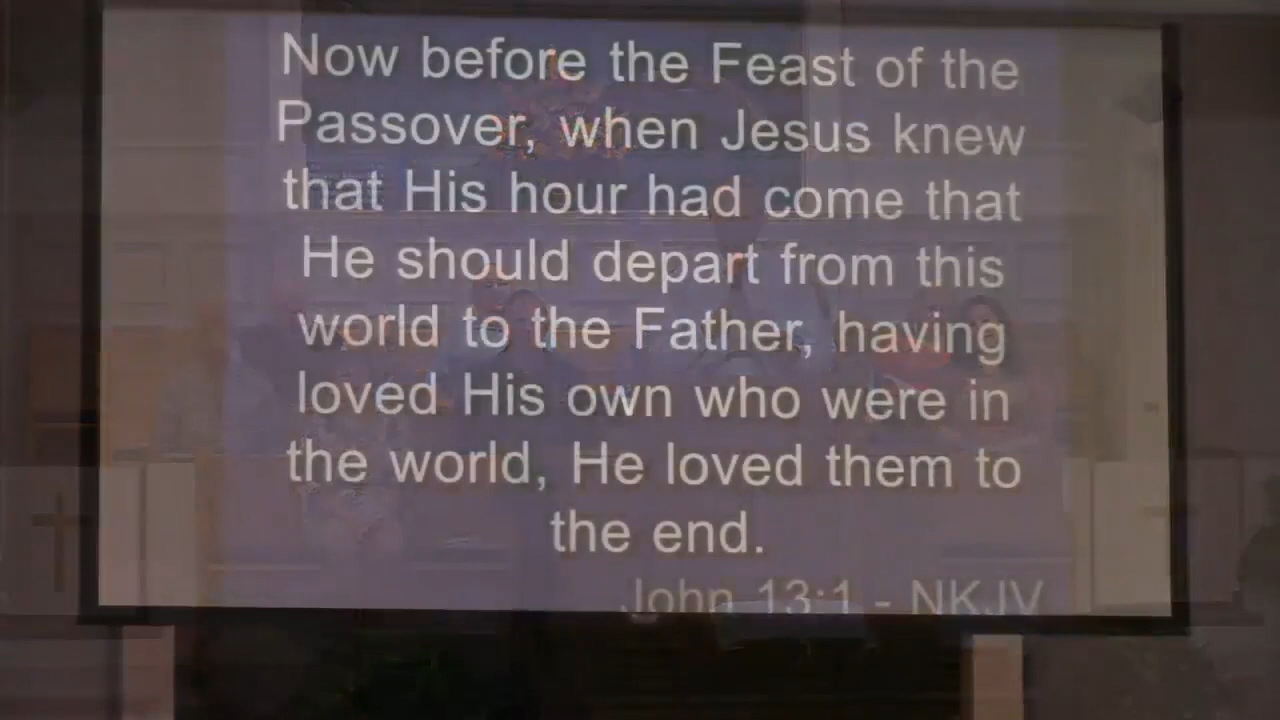 Now before the Feast of the
Passover, when Jesus knew
that His hour had come that
He should depart from this
world to the Father, having
loved His own who were in
the world, He loved them to
the end.
John 13:1 - NKJV